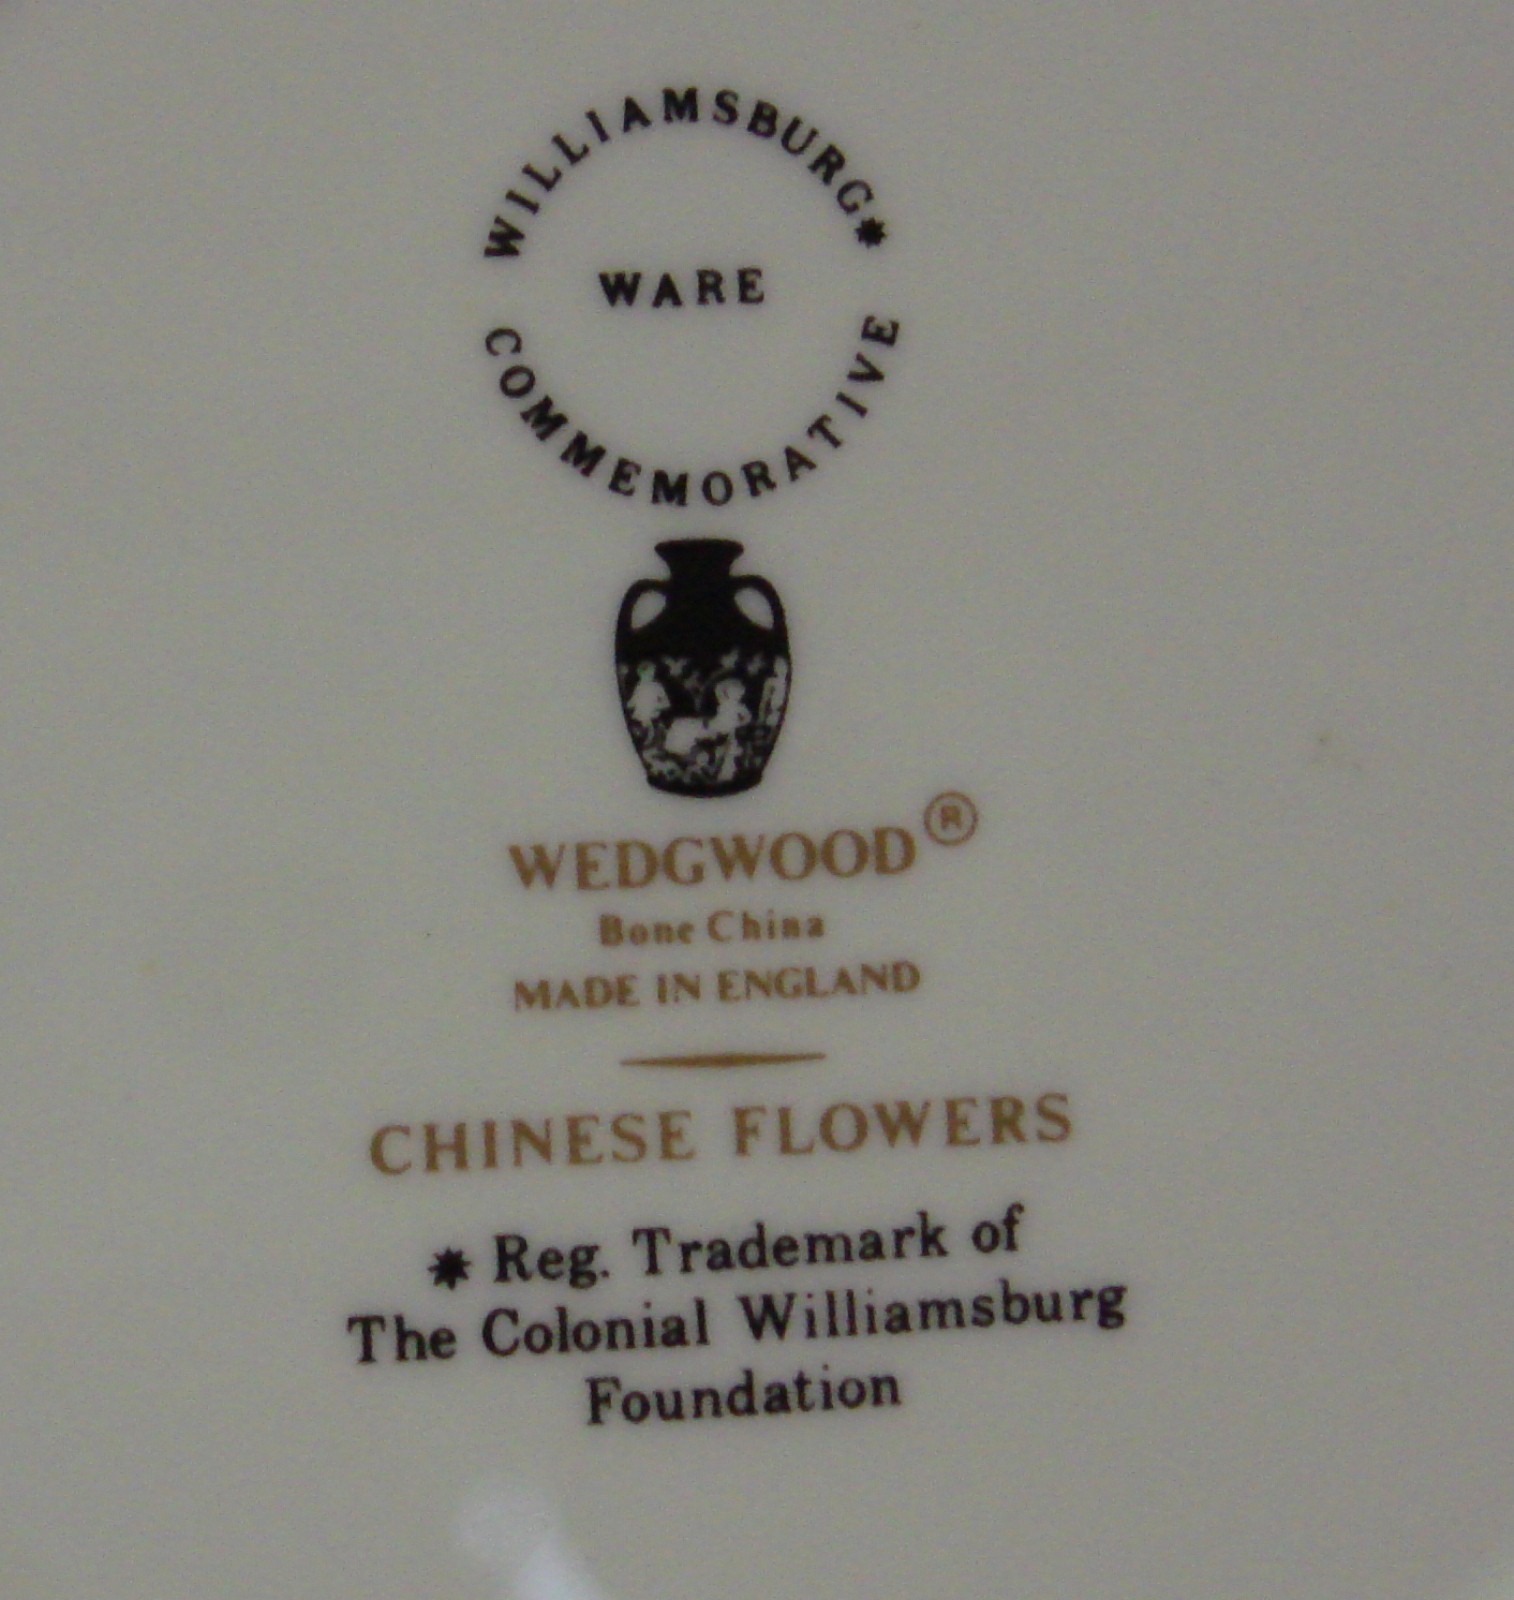 WILLIAMSBURG*
WARE
COMMEMORATIVE
WEDGWOOD®
Bone China
MADE IN ENGLAND
CHINESE FLOWERS
* Reg. Trademark of
The Colonial Williamsburg
Foundation